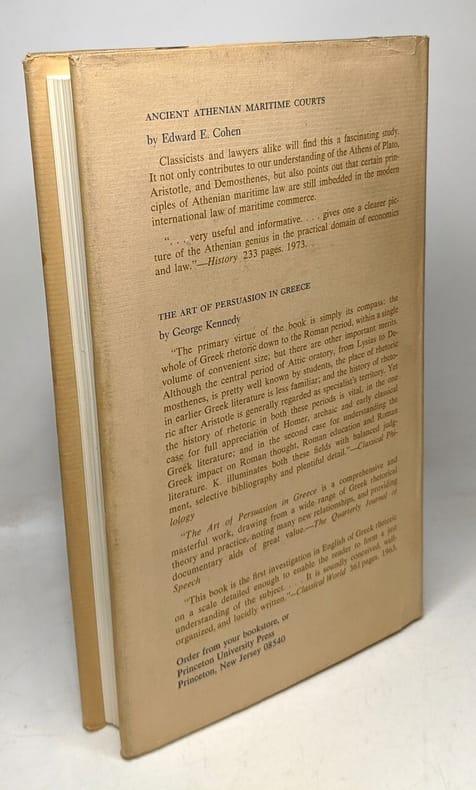 ANCIENT ATHENIAN MARITIME COURTS
by Edward E. Cohen
Classicists and lawyers alike will find this a fascinating study.
It not only contributes to our understanding of the Athens of Plato,
Aristotle, and Demosthenes, but also points out that certain prin-
ciples of Athenian maritime law are still imbedded in the modern
international law of maritime commerce.
“. . . very useful and informative. . . . gives one a clearer pic-
ture of the Athenian genius in the practical domain of economics
and law.”—History 233 pages. 1973.
THE ART OF PERSUASION IN GREECE
by George Kennedy
“The primary virtue of the book is simply its compass: the
whole of Greek rhetoric down to the Roman period, within a single
volume of convenient size; but there are other important merits.
Although the central period of Attic oratory, from Lysias to De-
mosthenes, is pretty well known by students, the place of rhetoric
in earlier Greek literature is less familiar; and the history of rheto-
ric after Aristotle is generally regarded as specialist's territory. Yet
the history of rhetoric in both these periods is vital, in the one
case for full appreciation of Homer, archaic and early classical
Greek literature; and in the second case for understanding the
Greek impact on Roman thought, Roman education and Roman
literature. K. illuminates both these fields with balanced judg-
ment, selective bibliography and plentiful detail.”—Classical Phi-
lology
“The Art of Persuasion in Greece is a comprehensive and
masterful work, drawing from a wide range of Greek rhetorical
theory and practice, noting many new relationships, and providing
documentary aids of great value.—The Quarterly Journal of
Speech
“This book is the first investigation in English of Greek rhetoric
on a scale detailed enough to enable the reader to form a just
understanding of the subject. . . . It is soundly conceived, well-
organized, and lucidly written.”—Classical World 361 pages. 1963.
Order from your bookstore, or
Princeton University Press
Princeton, New Jersey 08540